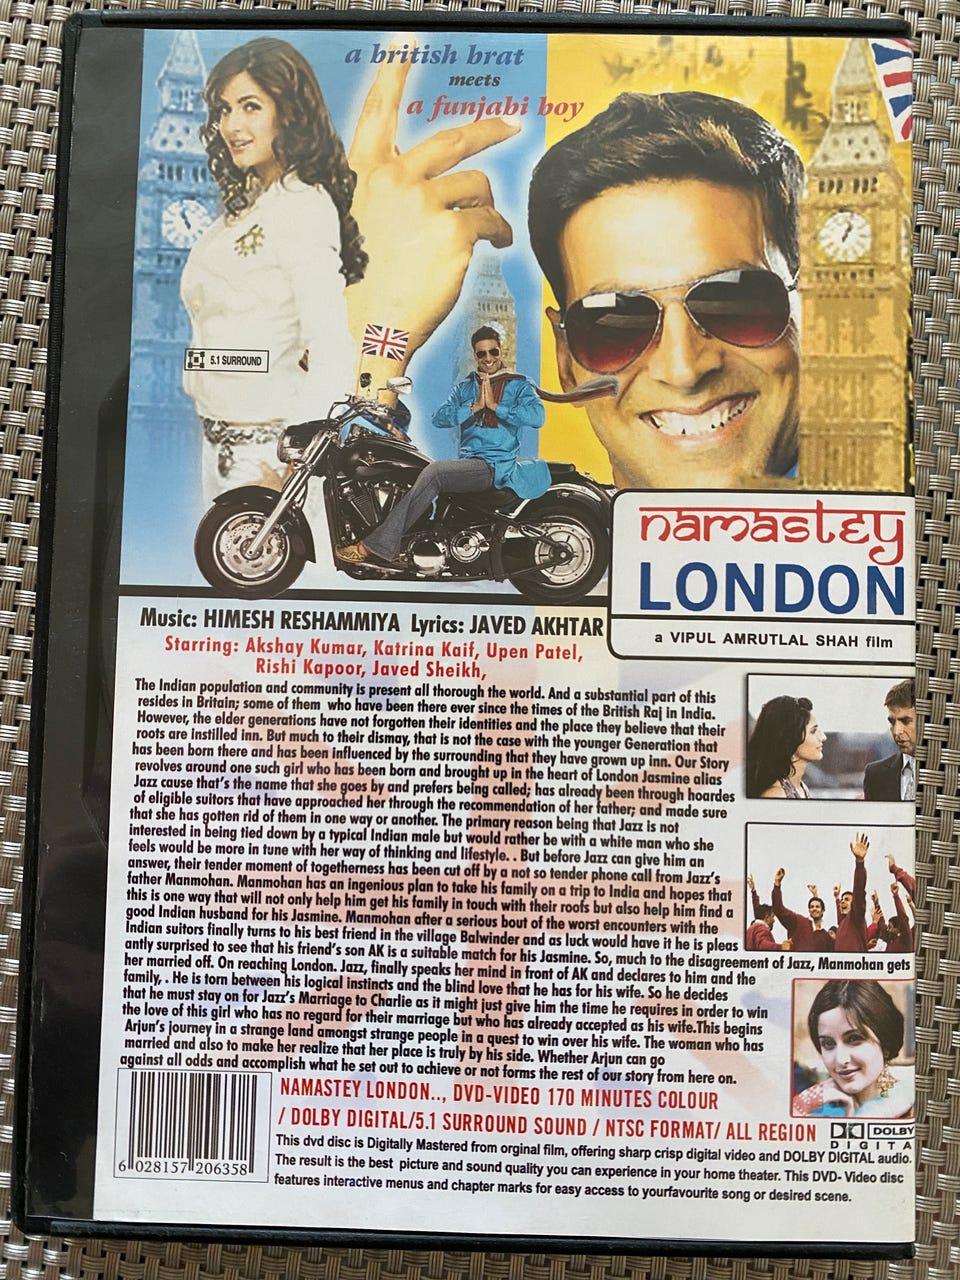 a british brat
meets
a funjabi boy
5.1 SURROUND
namastey
LONDON
a VIPUL AMRUTLAL SHAH film
Music: HIMESH RESHAMMIYA Lyrics: JAVED AKHTAR
Starring: Akshay Kumar, Katrina Kaif, Upen Patel,
Rishi Kapoor, Javed Sheikh,
The Indian population and community is present all thorough the world. And a substantial part of this
resides in Britain; some of them who have been there ever since the times of the British Raj in India.
However, the elder generations have not forgotten their identities and the place they believe that their
roots are instilled inn. But much to their dismay, that is not the case with the younger Generation that
has been born there and has been influenced by the surrounding that they have grown up inn. Our Story
revolves around one such girl who has been born and brought up in the heart of London Jasmine alias
Jazz cause that's the name that she goes by and prefers being called; has already been through hoardes
of eligible suitors that have approached her through the recommendation of her father; and made sure
that she has gotten rid of them in one way or another. The primary reason being that Jazz is not
interested in being tied down by a typical Indian male but would rather be with a white man who she
feels would be more in tune with her way of thinking and lifestyle. . But before Jazz can give him an
answer, their tender moment of togetherness has been cut off by a not so tender phone call from Jazz's
father Manmohan. Manmohan has an ingenious plan to take his family on a trip to India and hopes that
this is one way that will not only help him get his family in touch with their roofs but also help him find a
good Indian husband for his Jasmine. Manmohan after a serious bout of the worst encounters with the
Indian suitors finally turns to his best friend in the village Balwinder and as luck would have it he is pleas
antly surprised to see that his friend's son AK is a suitable match for his Jasmine. So, much to the disagreement of Jazz, Manmohan gets
her married off. On reaching London. Jazz, finally speaks her mind in front of AK and declares to him and the
family, . He is torn between his logical instincts and the blind love that he has for his wife. So he decides
that he must stay on for Jazz's Marriage to Charlie as it might just give him the time he requires in order to win
the love of this girl who has no regard for their marriage but who has already accepted as his wife.This begins
Arjun's journey in a strange land amongst strange people in a quest to win over his wife. The woman who has
married and also to make her realize that her place is truly by his side. Whether Arjun can go
against all odds and accomplish what he set out to achieve or not forms the rest of our story from here on.
NAMASTEY LONDON.., DVD-VIDEO 170 MINUTES COLOUR
/ DOLBY DIGITAL/5.1 SURROUND SOUND / NTSC FORMAT/ ALL REGION
DOLBY
DIGITA
This dvd disc is Digitally Mastered from orginal film, offering sharp crisp digital video and DOLBY DIGITAL audio.
The result is the best picture and sound quality you can experience in your home theater. This DVD- Video disc
features interactive menus and chapter marks for easy access to yourfavourite song or desired scene.
6 028157 206358